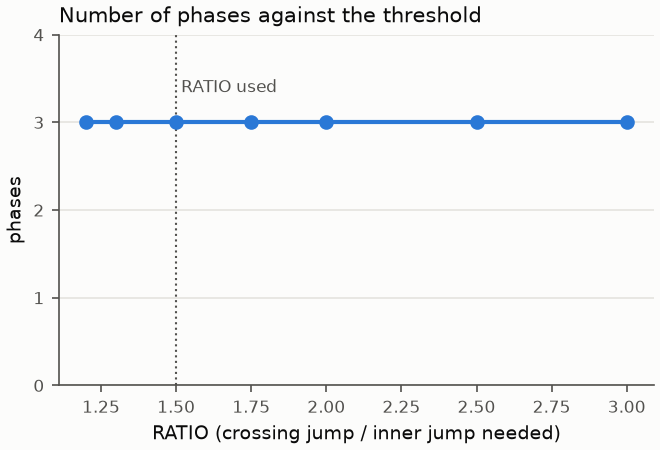 Number of phases against the threshold
4
RATIO used
3
phases
2
1
0
1.25 1.50 1.75 2.00 2.25 2.50 2.75 3.00
RATIO (crossing jump / inner jump needed)